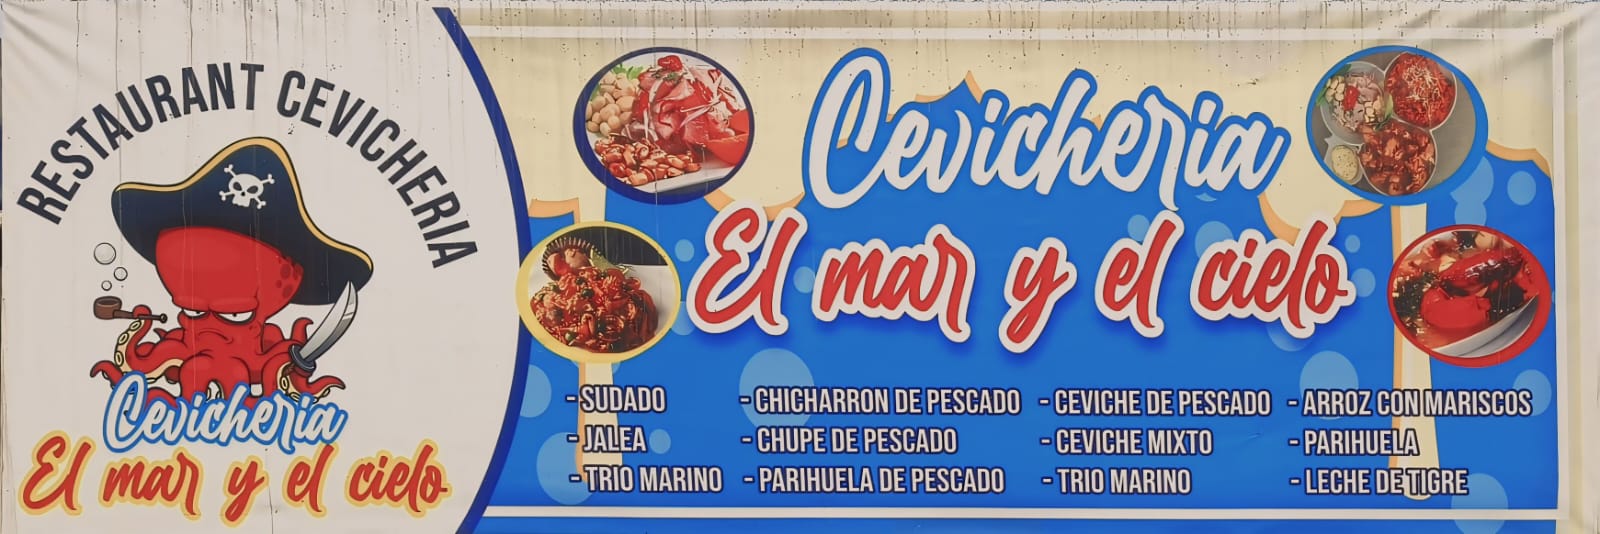 RESTAURANT CEVICHERIA
Cevicheria
El mar y el cielo
Cevicheria
El mar y el cielo
- SUDADO
- JALEA
- TRIO MARINO
- CHICHARRON DE PESCADO
- CHUPE DE PESCADO
- PARIHUELA DE PESCADO
- CEVICHE DE PESCADO
- CEVICHE MIXTO
- TRIO MARINO
- ARROZ CON MARISCOS
- PARIHUELA
- LECHE DE TIGRE